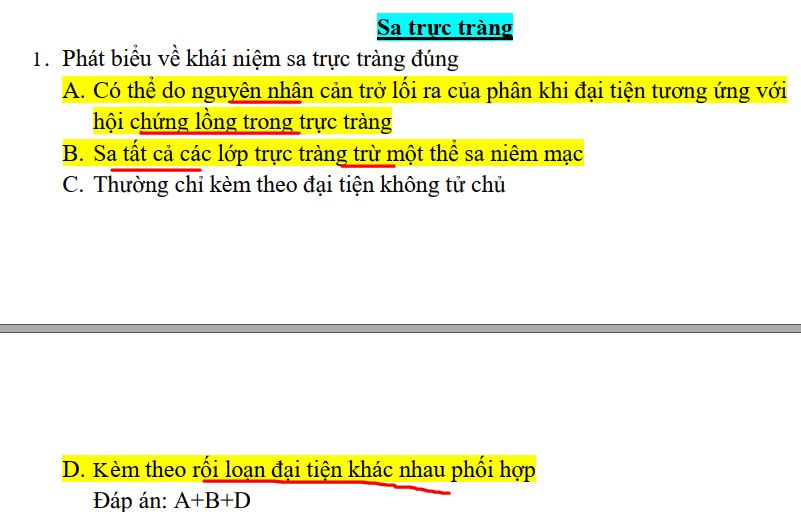 Sa trực tràng
1. Phát biểu về khái niệm sa trực tràng đúng
A. Có thể do nguyên nhân cản trở lối ra của phân khi đại tiện tương ứng với
hội chứng lồng trong trực tràng
B. Sa tất cả các lớp trực tràng trừ một thể sa niêm mạc
C. Thường chỉ kèm theo đại tiện không tử chủ
D. Kèm theo rối loạn đại tiện khác nhau phối hợp
Đáp án: A+B+D